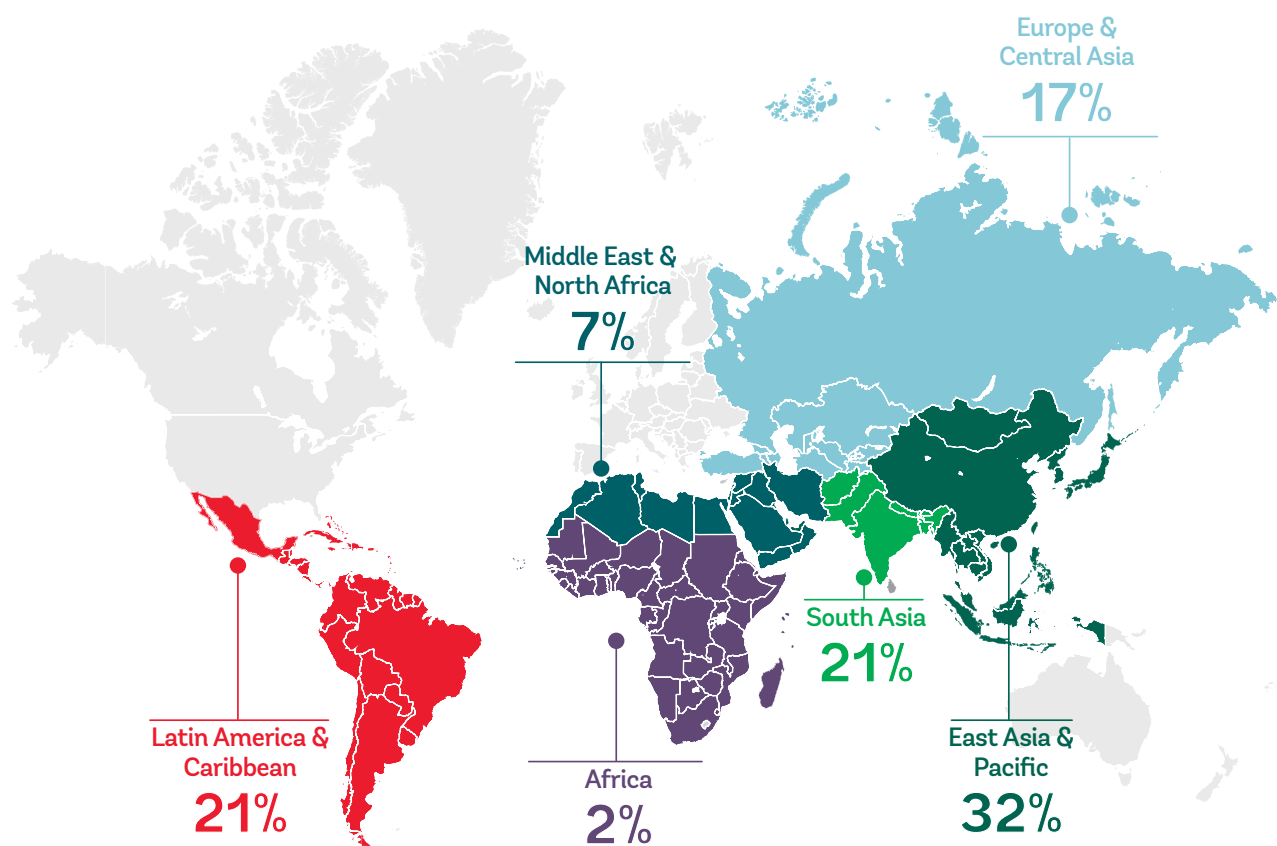 Europe &
Central Asia
17%
Middle East &
North Africa
7%
South Asia
21%
Latin America &
Caribbean
21%
Africa
2%
East Asia &
Pacific
32%